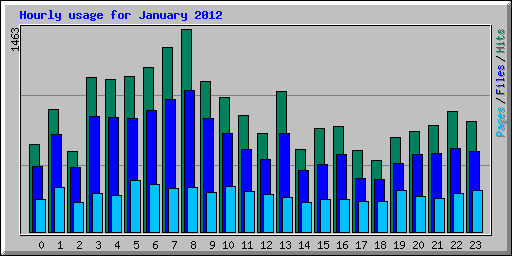 Hourly usage for January 2012
1463
Pages/Files/Hits
0 1 2 3 4 5 6 7 8 9 10 11 12 13 14 15 16 17 18 19 20 21 22 23